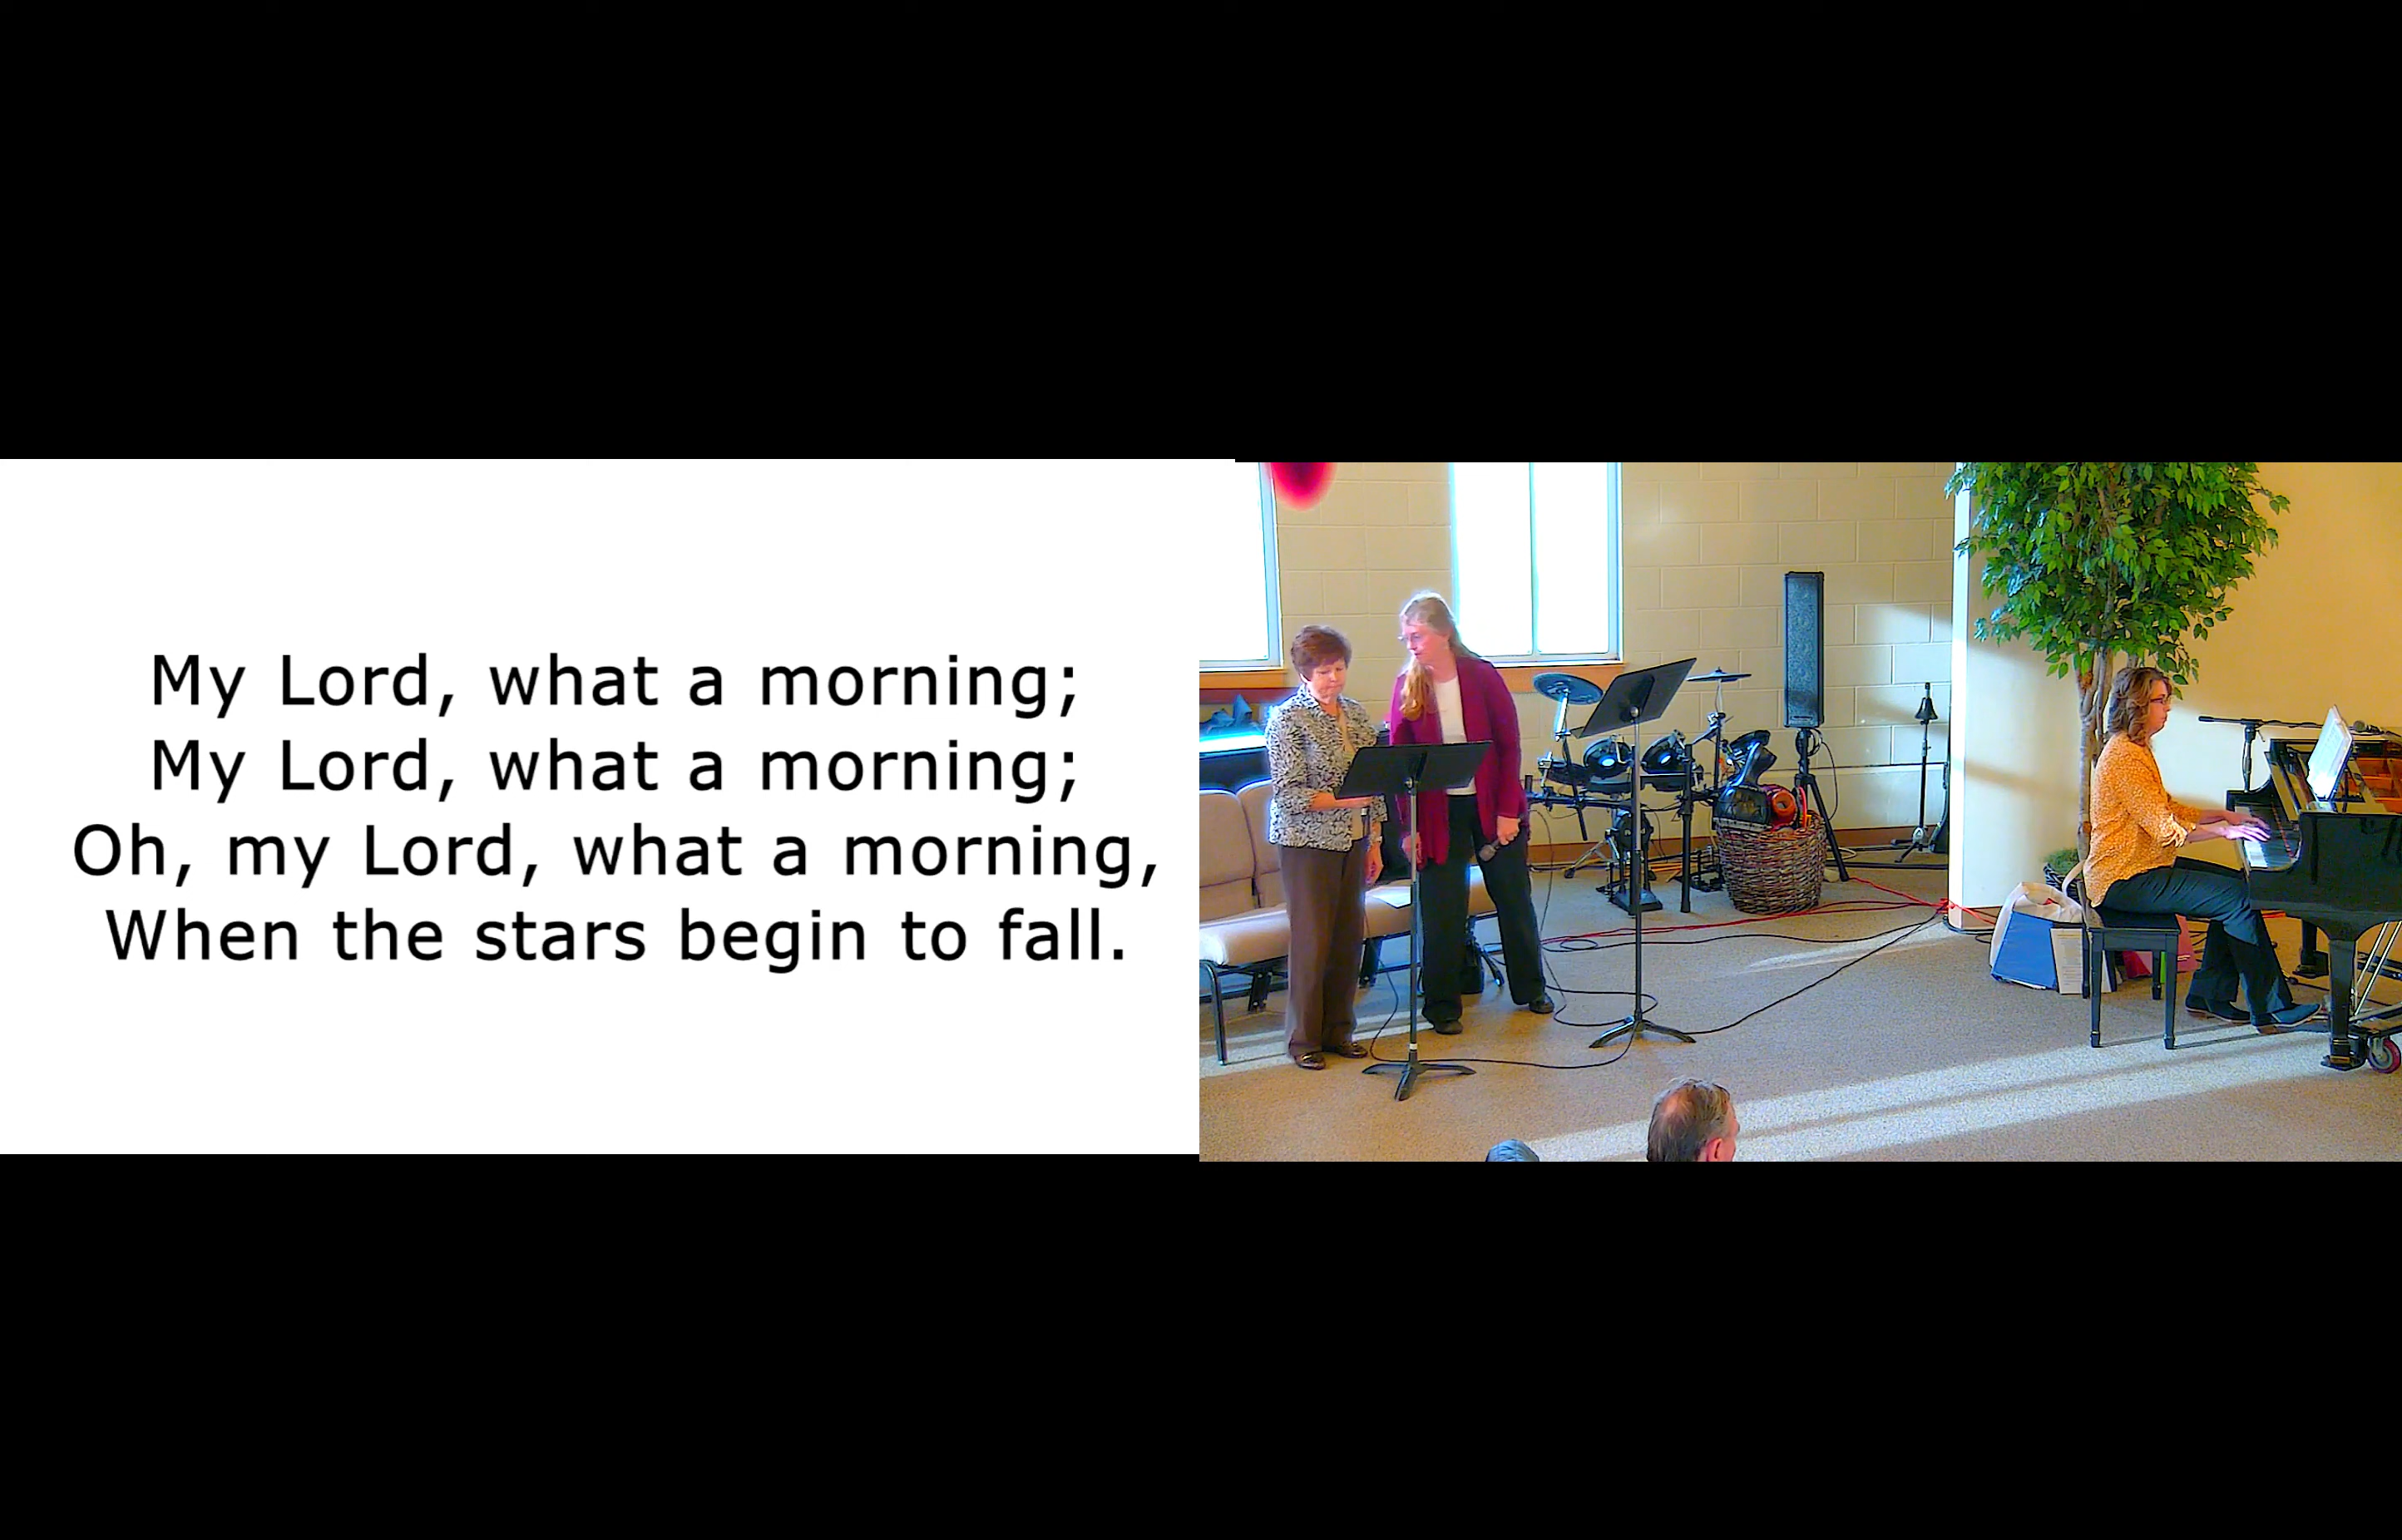 My Lord, what a morning;
My Lord, what a morning;
Oh, my Lord, what a morning,
When the stars begin to fall.